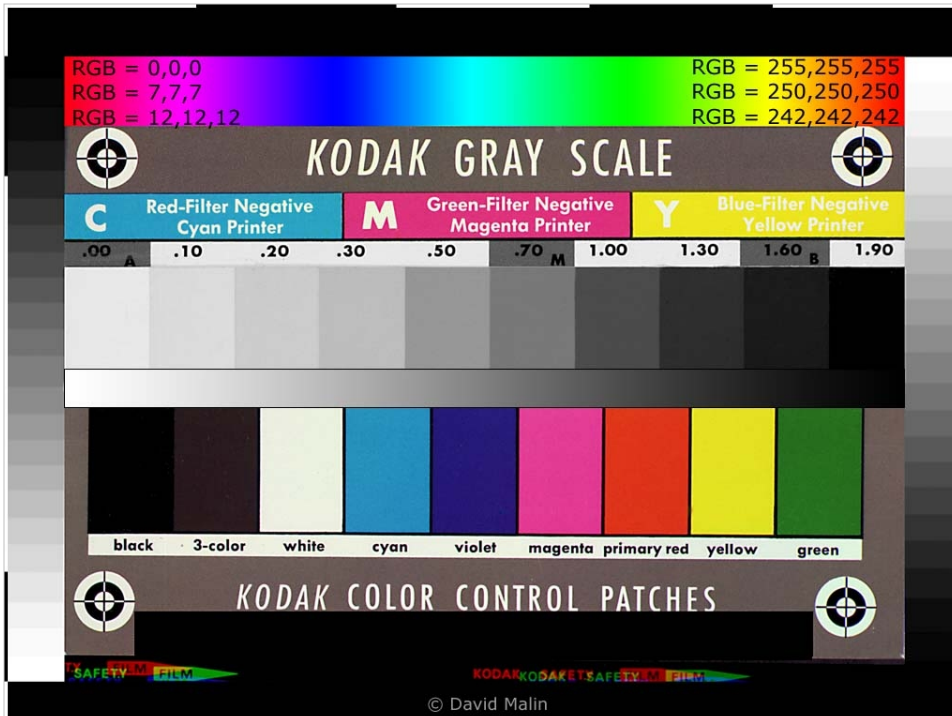 RGB = 0,0,0
RGB = 7,7,7
RGB = 12,12,12
RGB = 255,255,255
RGB = 250,250,250
RGB = 242,242,242
KODAK GRAY SCALE
C Red-Filter Negative
Cyan Printer
M Green-Filter Negative
Magenta Printer
Y Blue-Filter Negative
Yellow Printer
.00 A .10 .20 .30 .50 .70 M 1.00 1.30 1.60 B 1.90
black 3-color white cyan violet magenta primary red yellow green
KODAK COLOR CONTROL PATCHES
SAFETY FILM FILM
KODAK KODAK SAFETY SAFETY FILM FILM
© David Malin